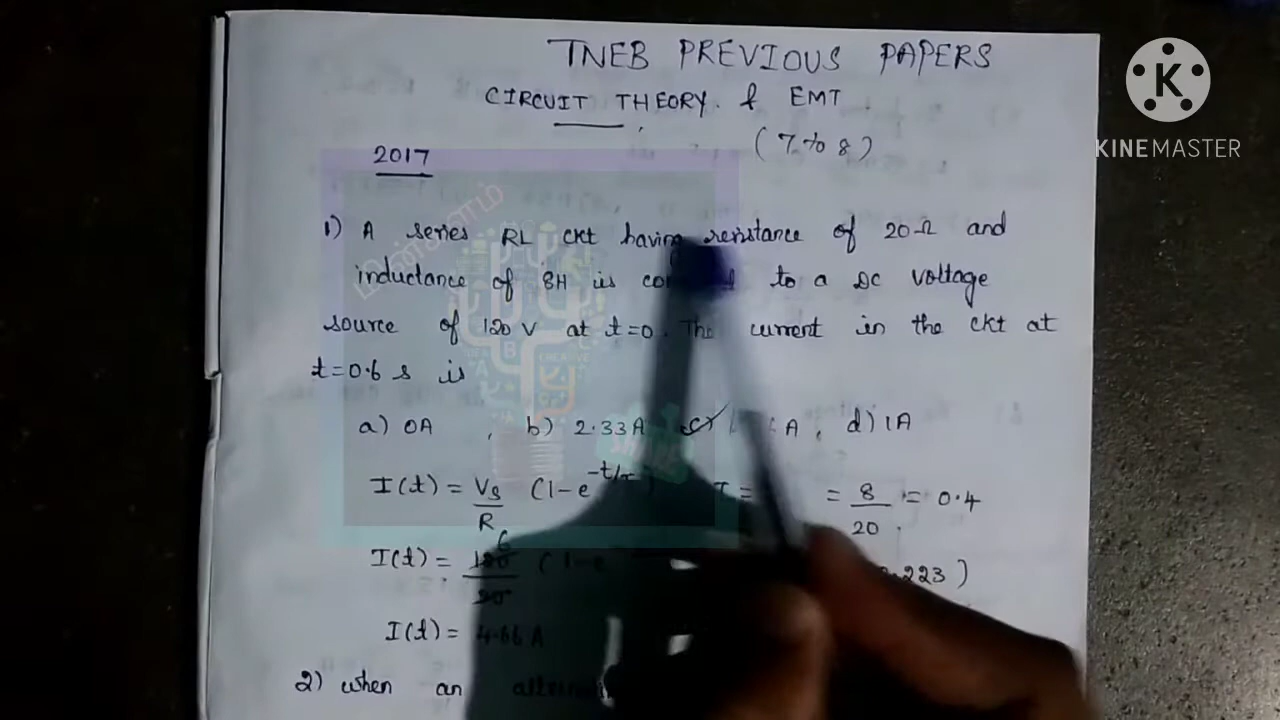 TNEB PREVIOUS PAPERS
CIRCUIT THEORY. & EMT
(7 to 8)
KINEMASTER
2017
மின்னம்
1) A series RL ckt having resistance of 20Ω and
inductance of 8H is to a DC voltage
source of 120 V at t=0. The current in the ckt at
t=0.6 s is
a) 0A , b) 2.33A c) A , d) 1A
I(t) = Vs/R (1-e^-t/τ) = 8/20 = 0.4
I(t) = (1-e 0.223)
I(t) = 4.66 A
2) when an